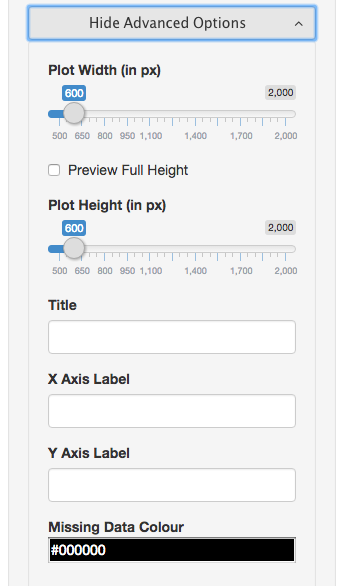 Hide Advanced Options
Plot Width (in px)
600 2,000
500 650 800 950 1,100 1,400 1,700 2,000
Preview Full Height
Plot Height (in px)
600 2,000
500 650 800 950 1,100 1,400 1,700 2,000
Title
X Axis Label
Y Axis Label
Missing Data Colour
#000000